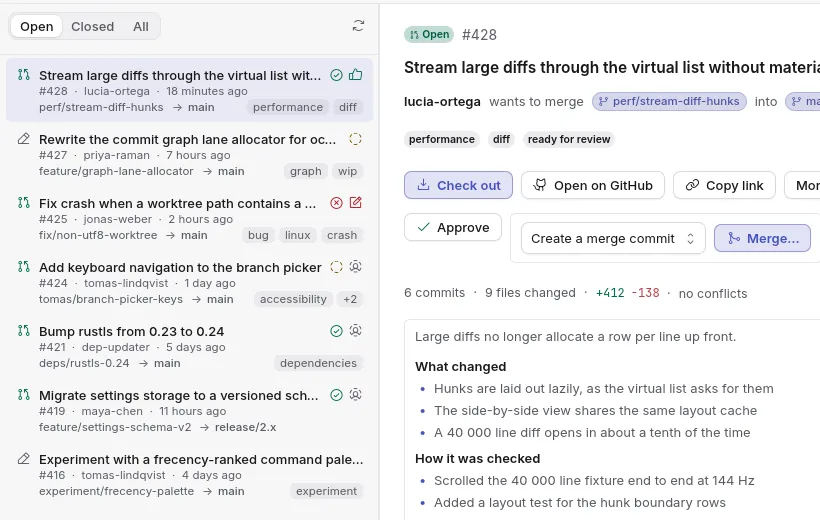 Open Closed All
Stream large diffs through the virtual list wit...
#428 · lucia-ortega · 18 minutes ago
perf/stream-diff-hunks → main performance diff
Rewrite the commit graph lane allocator for oc...
#427 · priya-raman · 7 hours ago
feature/graph-lane-allocator → main graph wip
Fix crash when a worktree path contains a ...
#425 · jonas-weber · 2 hours ago
fix/non-utf8-worktree → main bug linux crash
Add keyboard navigation to the branch picker
#424 · tomas-lindqvist · 1 day ago
tomas/branch-picker-keys → main accessibility +2
Bump rustls from 0.23 to 0.24
#421 · dep-updater · 5 days ago
deps/rustls-0.24 → main dependencies
Migrate settings storage to a versioned sch...
#419 · maya-chen · 11 hours ago
feature/settings-schema-v2 → release/2.x
Experiment with a frecency-ranked command pale...
#416 · tomas-lindqvist · 4 days ago
experiment/frecency-palette → main experiment
Open #428
Stream large diffs through the virtual list without
lucia-ortega wants to merge perf/stream-diff-hunks into
performance diff ready for review
Check out Open on GitHub Copy link
Approve Create a merge commit Merge...
6 commits · 9 files changed · +412 -138 · no conflicts
Large diffs no longer allocate a row per line up front.
What changed
• Hunks are laid out lazily, as the virtual list asks for them
• The side-by-side view shares the same layout cache
• A 40 000 line diff opens in about a tenth of the time
How it was checked
• Scrolled the 40 000 line fixture end to end at 144 Hz
• Added a layout test for the hunk boundary rows